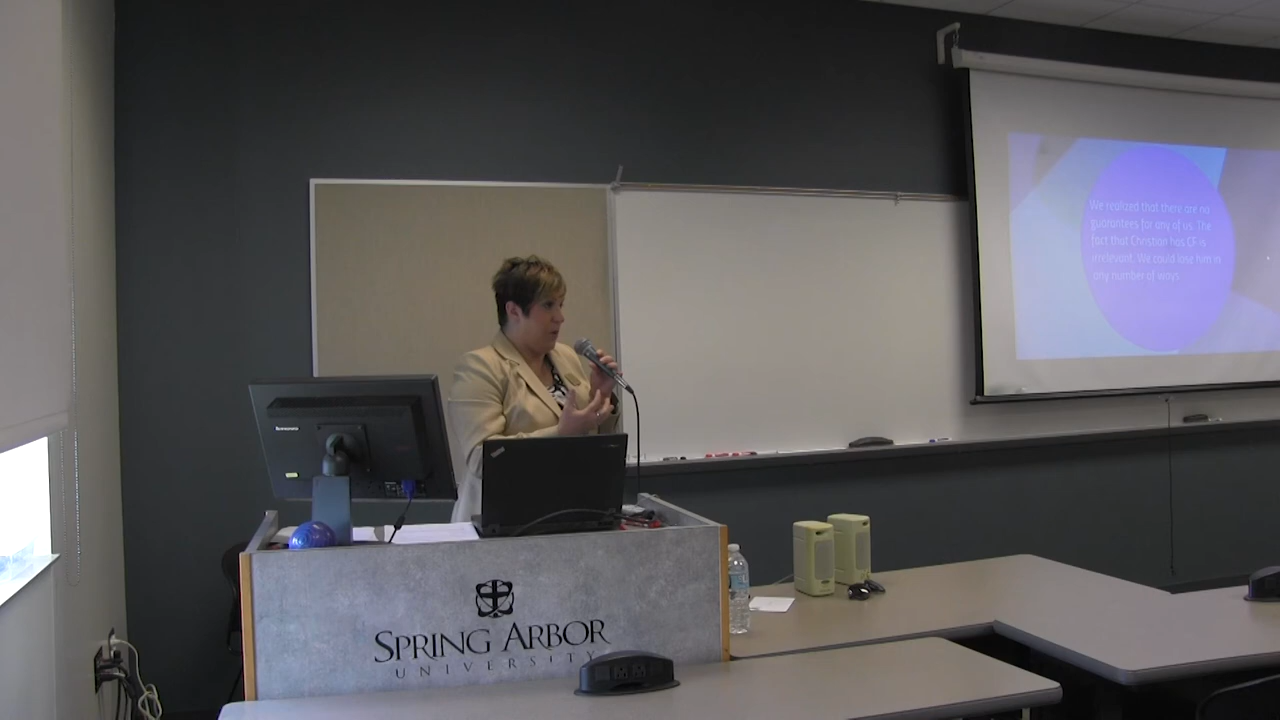 We realized that there are no
guarantees for any of us. The
fact that Christian has CF is
irrelevant. We could lose him in
any number of ways.
lenovo
SPRING ARBOR
UNIVERSITY